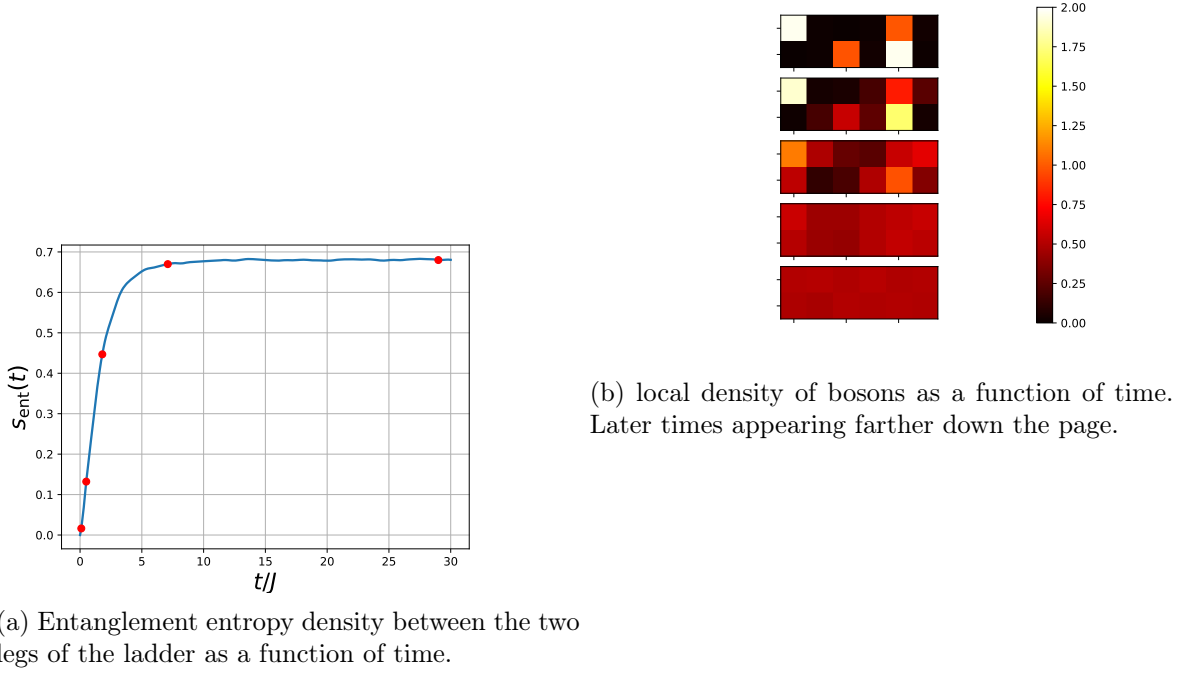 0.7
0.6
0.5
0.4
0.3
0.2
0.1
0.0
s_ent(t)
0 5 10 15 20 25 30
t/J
(a) Entanglement entropy density between the two
legs of the ladder as a function of time.
2.00
1.75
1.50
1.25
1.00
0.75
0.50
0.25
0.00
(b) local density of bosons as a function of time.
Later times appearing farther down the page.